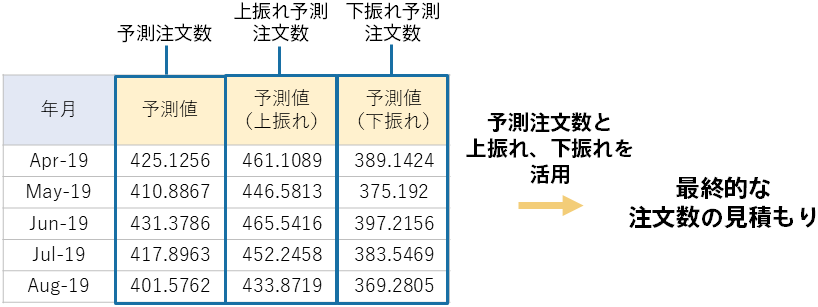 予測注文数
上振れ予測
注文数
下振れ予測
注文数
年月 予測値 予測値（上振れ） 予測値（下振れ）
Apr-19 425.1256 461.1089 389.1424
May-19 410.8867 446.5813 375.192
Jun-19 431.3786 465.5416 397.2156
Jul-19 417.8963 452.2458 383.5469
Aug-19 401.5762 433.8719 369.2805
予測注文数と
上振れ、下振れを
活用
最終的な
注文数の見積もり